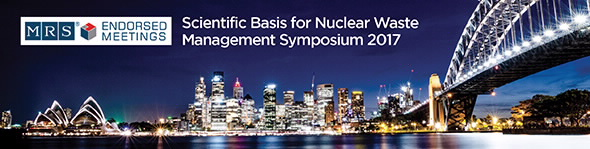 MRS® ENDORSED
MEETINGS
Scientific Basis for Nuclear Waste
Management Symposium 2017